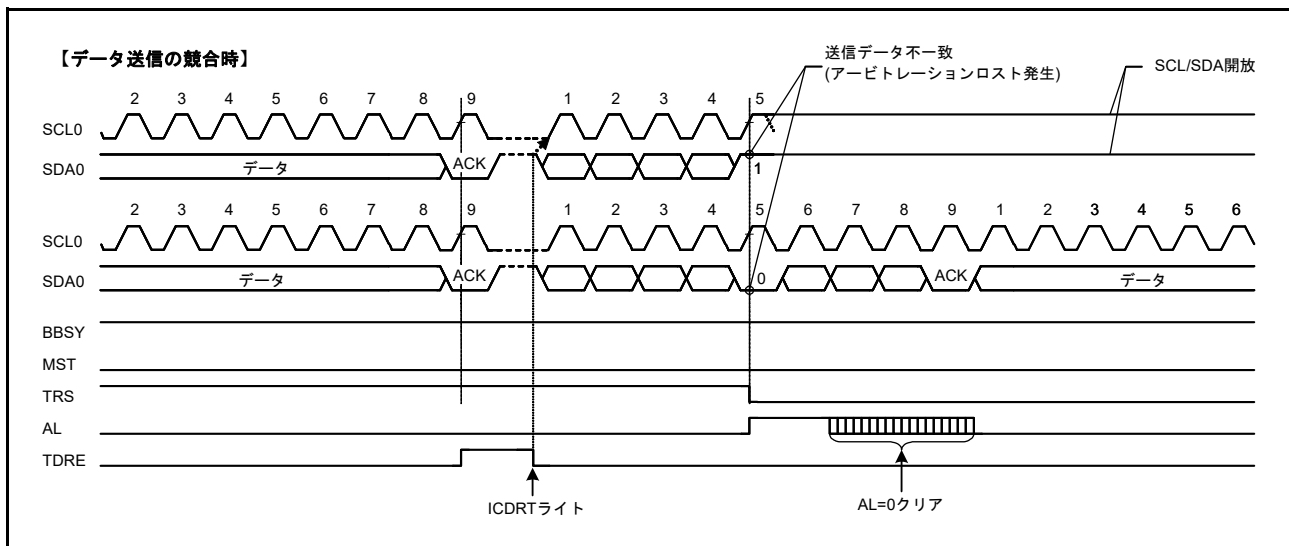 【データ送信の競合時】
送信データ不一致
(アービトレーションロスト発生)
SCL/SDA開放
2 3 4 5 6 7 8 9 1 2 3 4 5
SCL0
SDA0 データ ACK 1
2 3 4 5 6 7 8 9 1 2 3 4 5 6 7 8 9 1 2 3 4 5 6
SCL0
SDA0 データ ACK 0 ACK データ
BBSY
MST
TRS
AL
TDRE
ICDRTライト
AL=0クリア